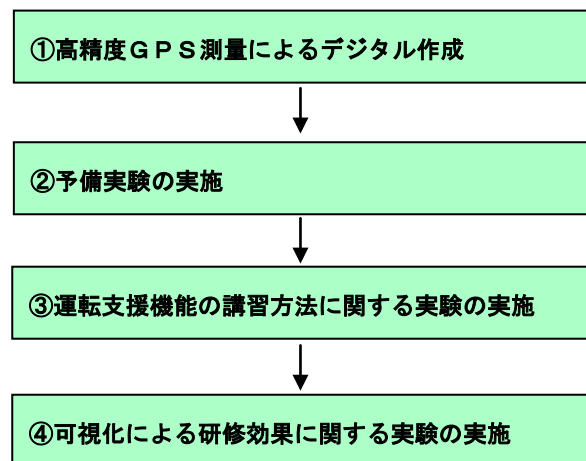 ①高精度ＧＰＳ測量によるデジタル作成
②予備実験の実施
③運転支援機能の講習方法に関する実験の実施
④可視化による研修効果に関する実験の実施